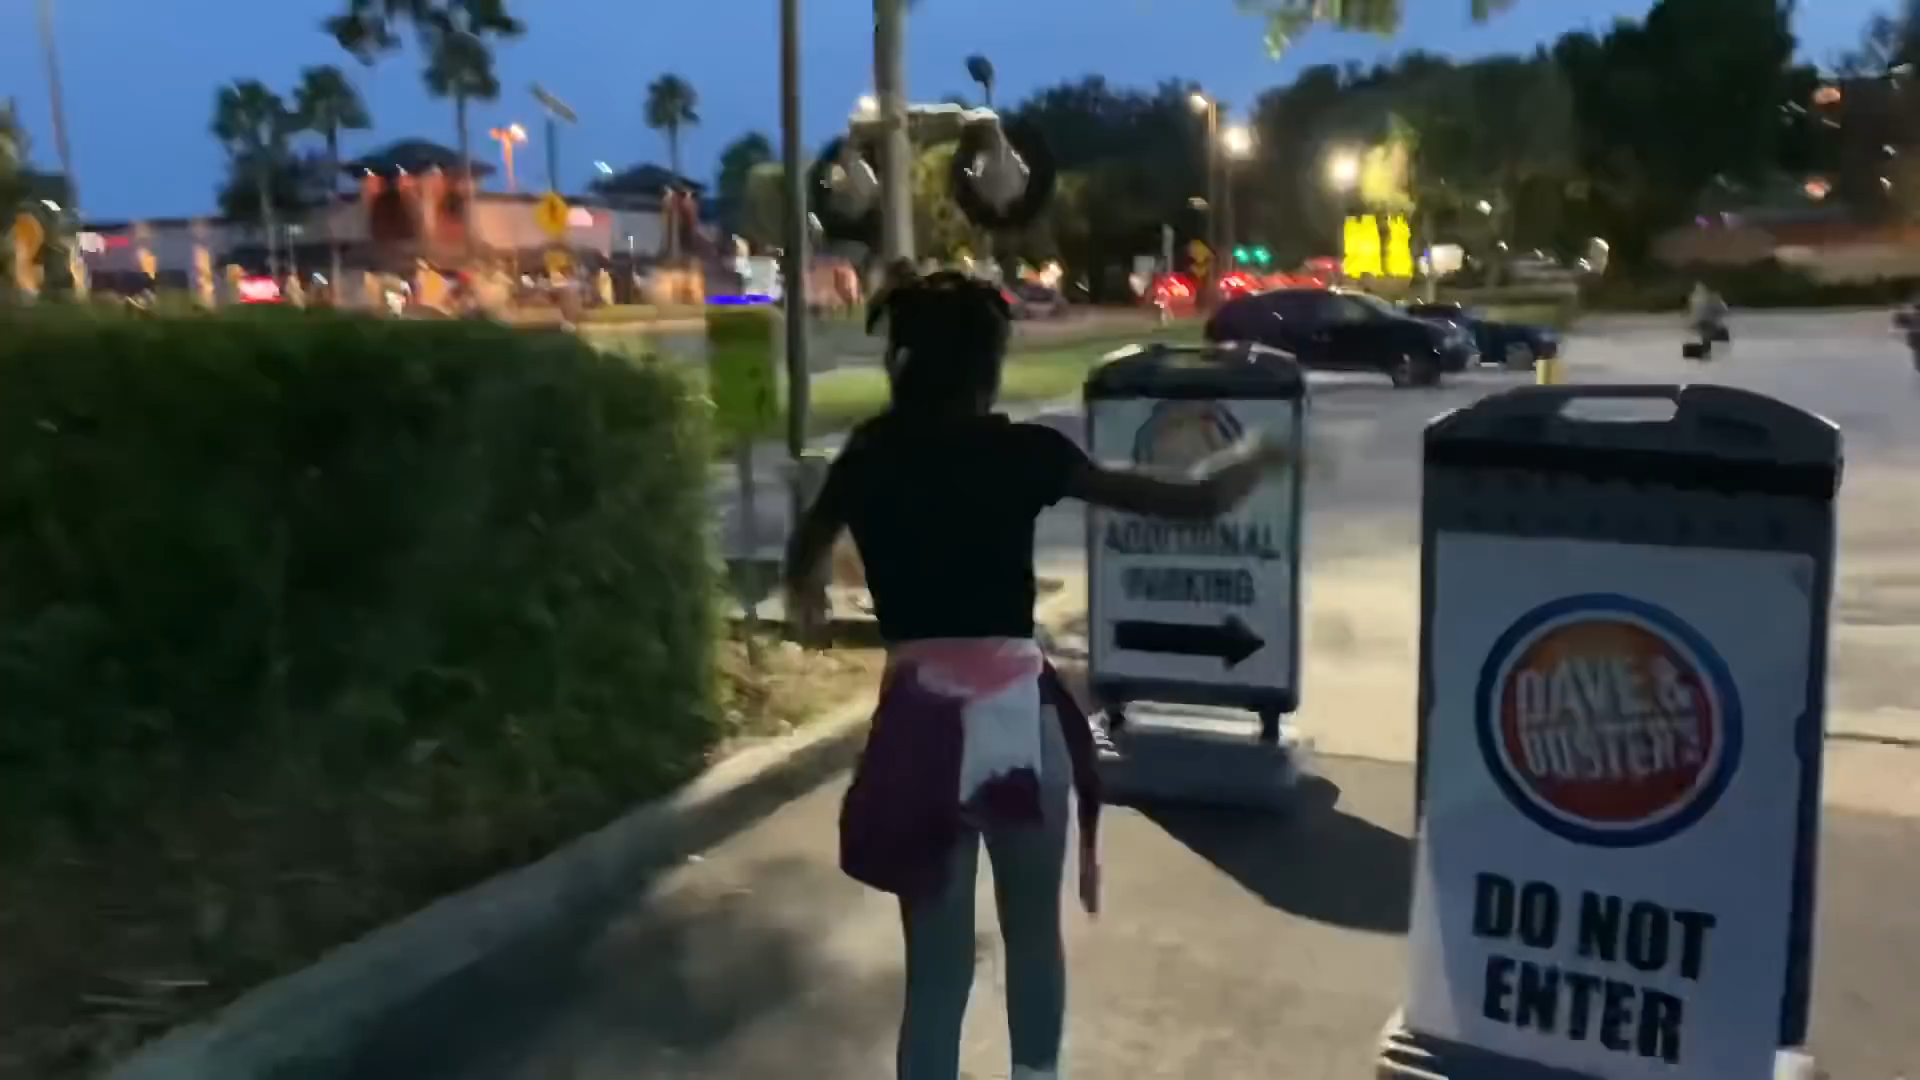 ADDITIONAL
PARKING
DAVE &
BUSTER'S
DO NOT
ENTER